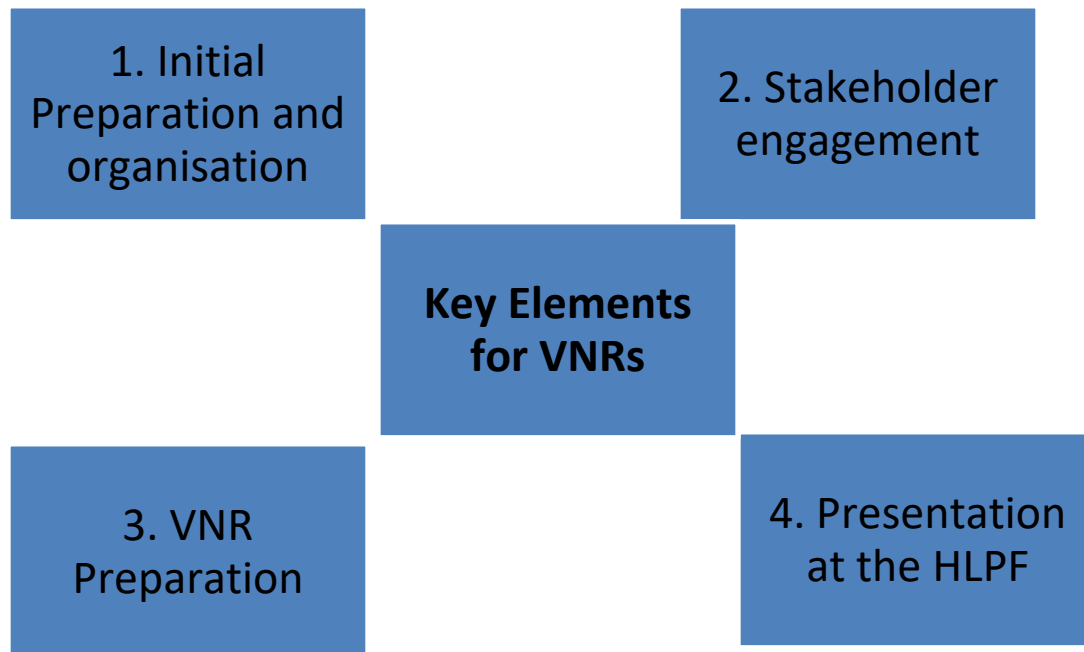 1. Initial
Preparation and
organisation
2. Stakeholder
engagement
Key Elements
for VNRs
3. VNR
Preparation
4. Presentation
at the HLPF